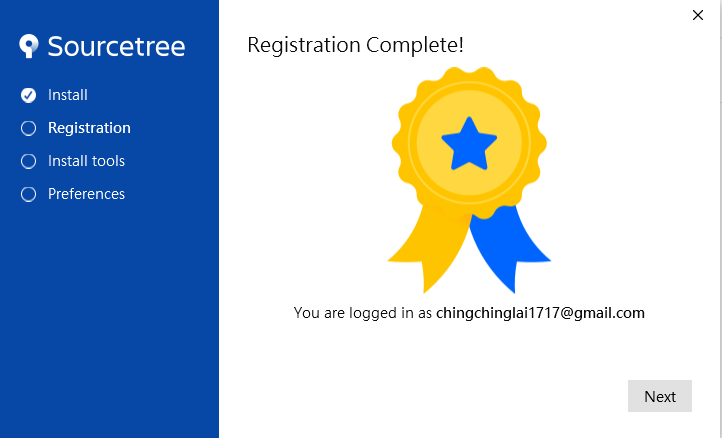 Sourcetree
Install
Registration
Install tools
Preferences
Registration Complete!
You are logged in as chingchinglai1717@gmail.com
Next